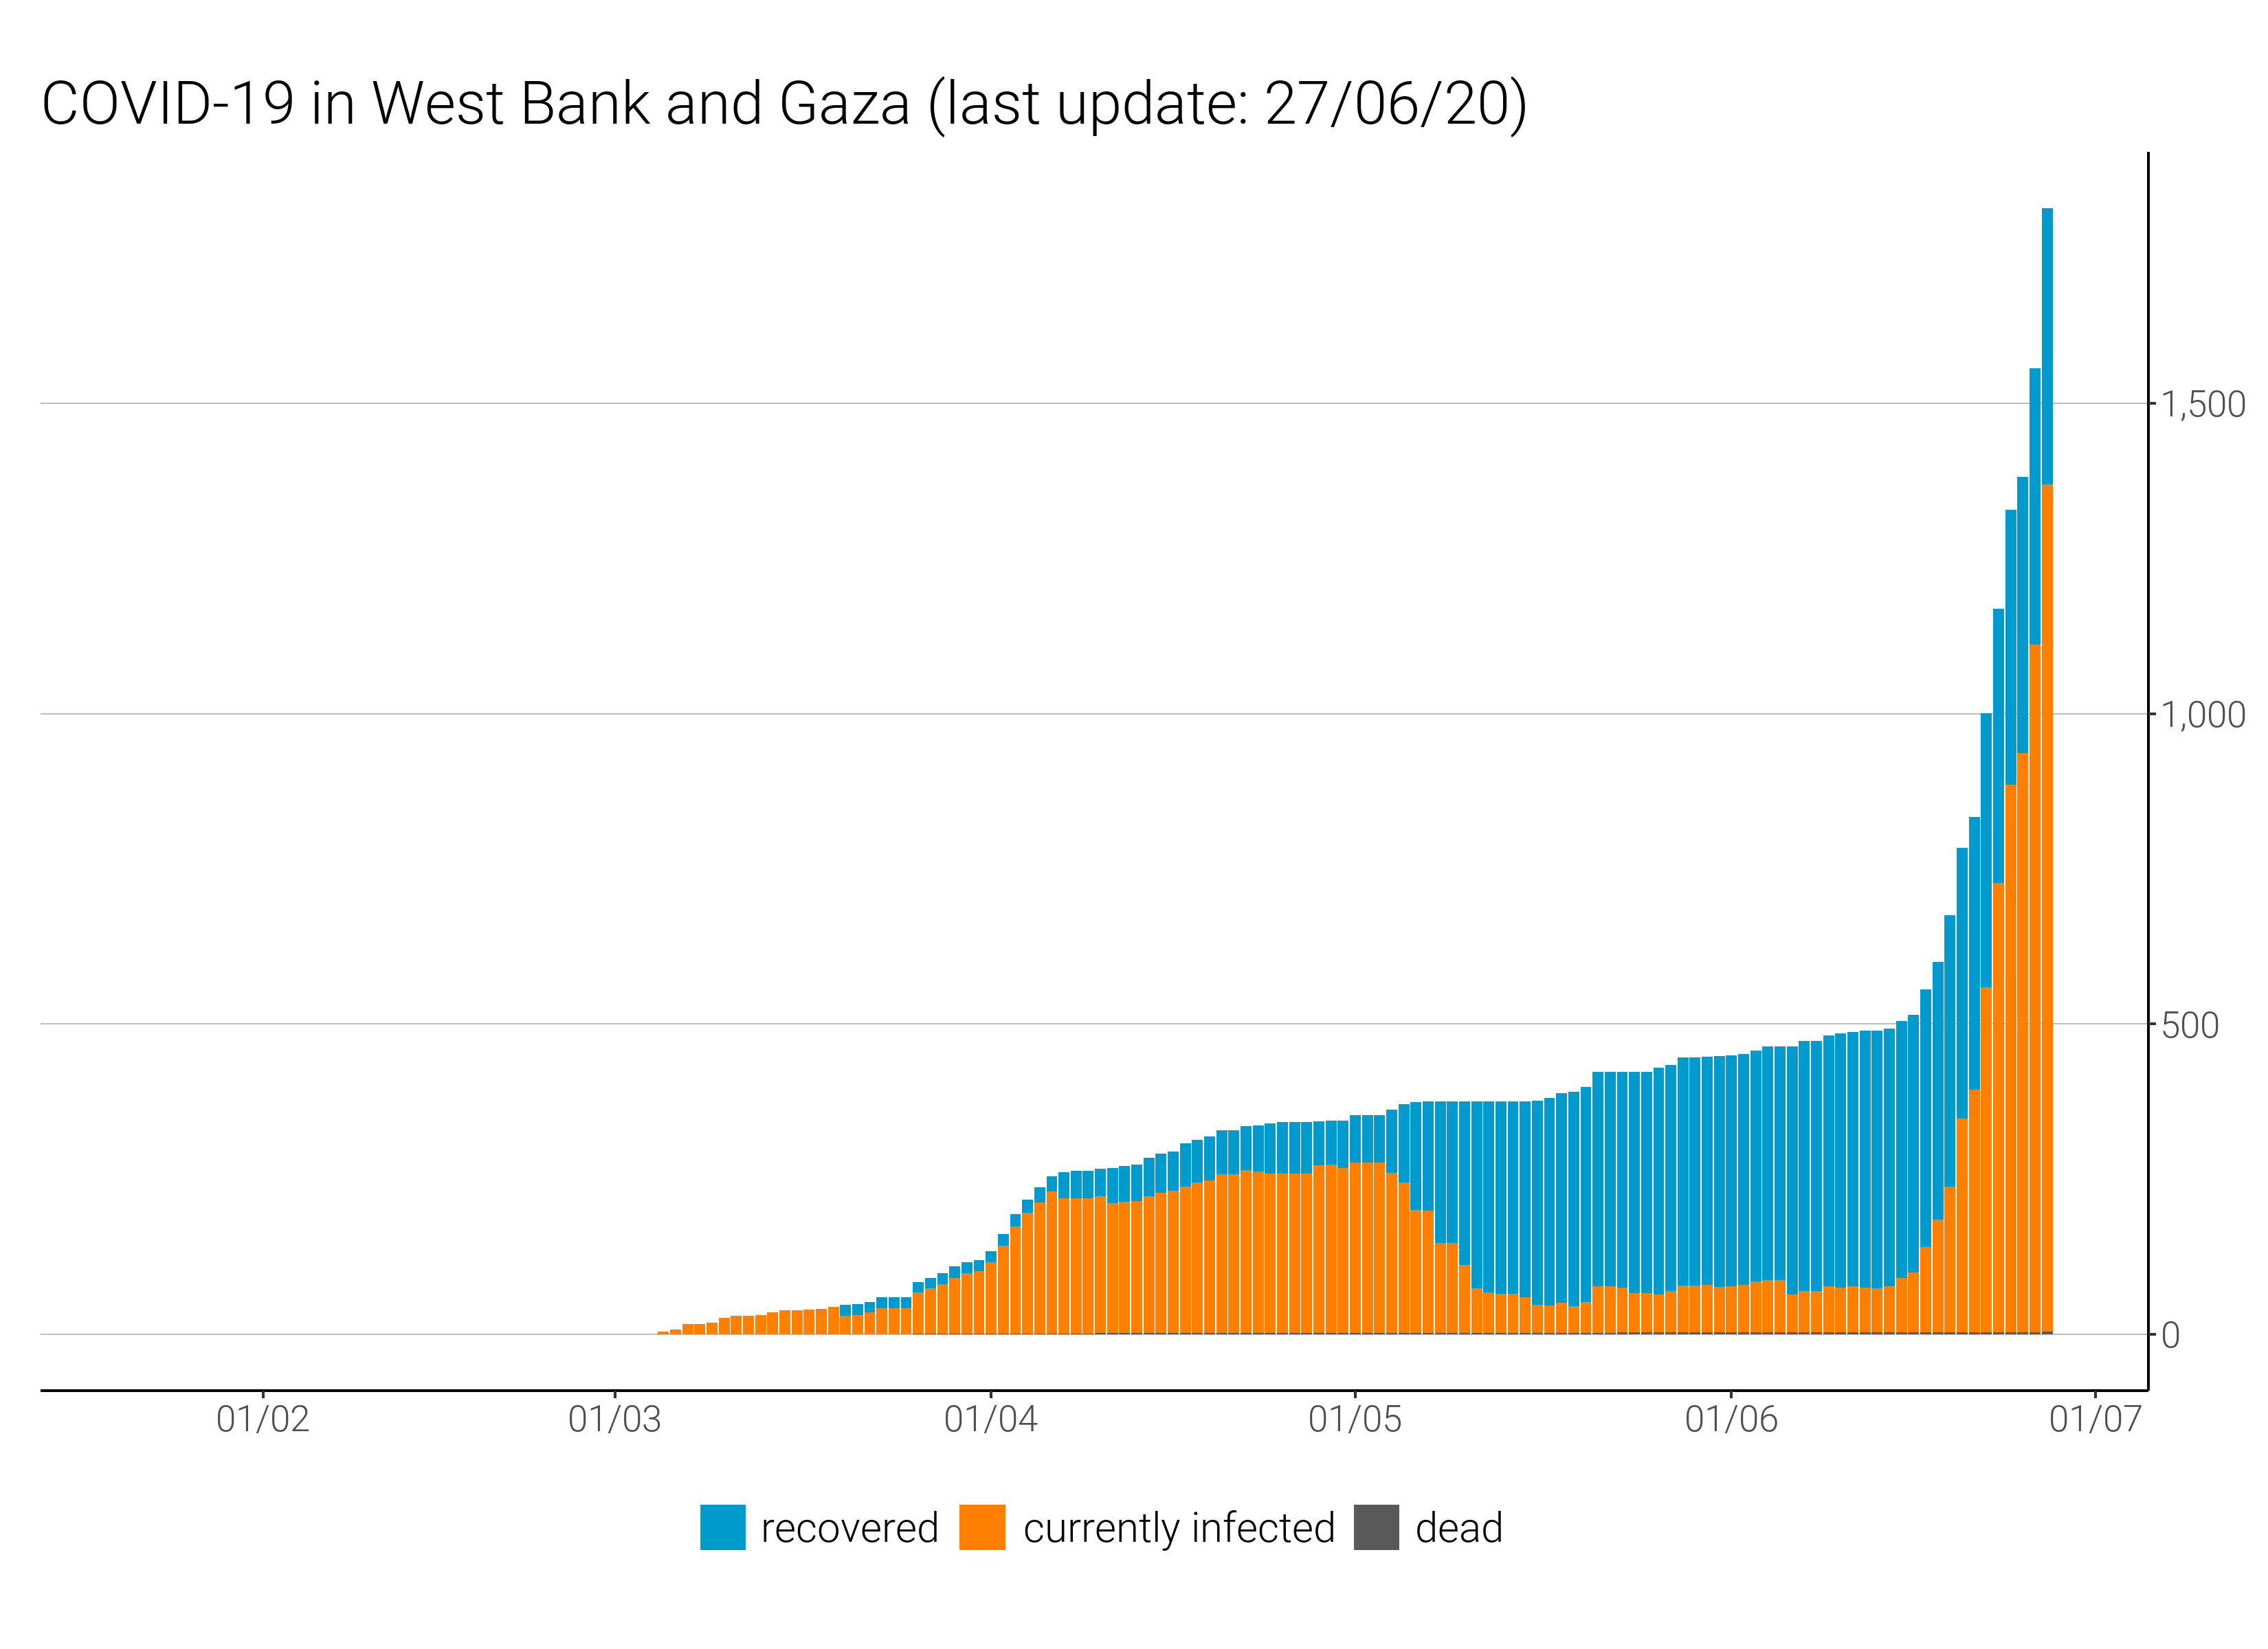 COVID-19 in West Bank and Gaza (last update: 27/06/20)
1,500
1,000
500
0
01/02 01/03 01/04 01/05 01/06 01/07
recovered currently infected dead